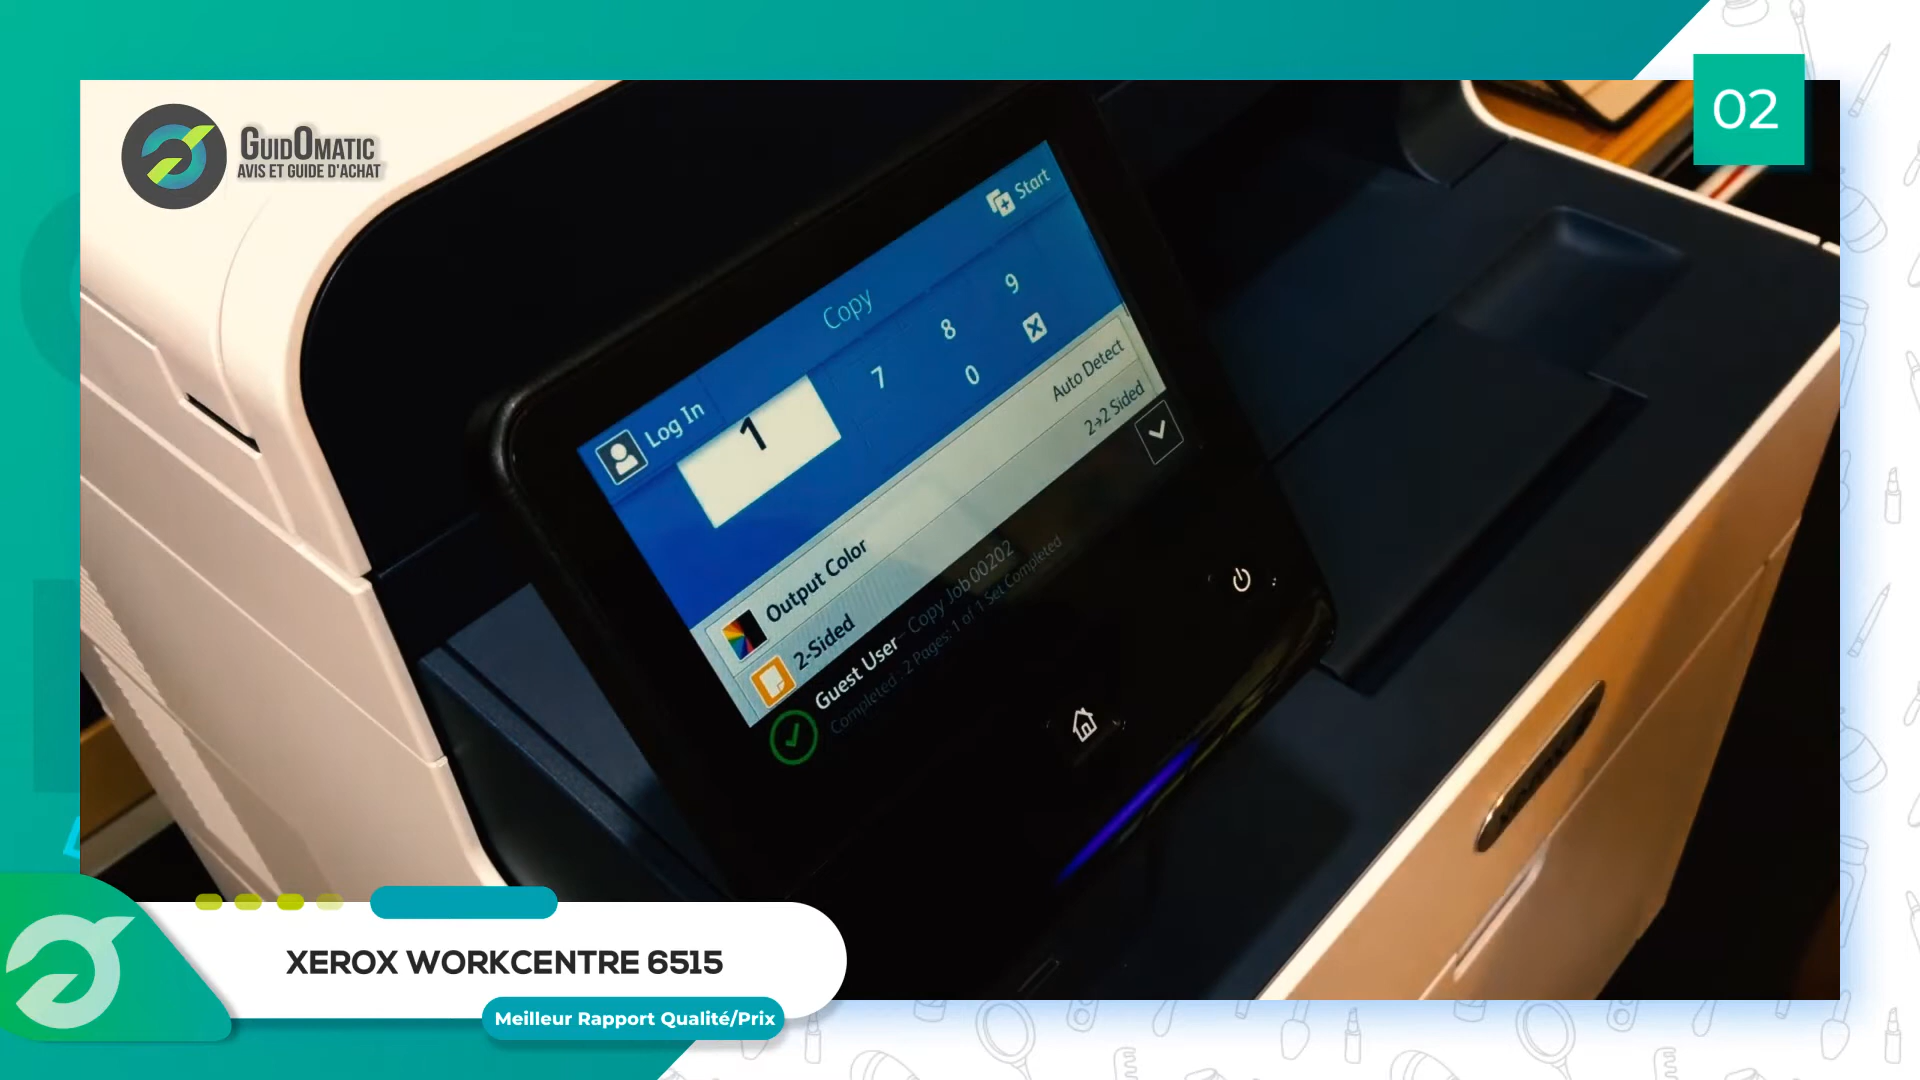 02
GUIDOMATIC
AVIS ET GUIDE D'ACHAT
Start
Copy
Log In
1
7 8 9
0
Output Color Auto Detect
2-Sided 2→2 Sided
Guest User - Copy Job 00202
Completed : 2 Pages: 1 of 1 Set Completed
XEROX WORKCENTRE 6515
Meilleur Rapport Qualité/Prix